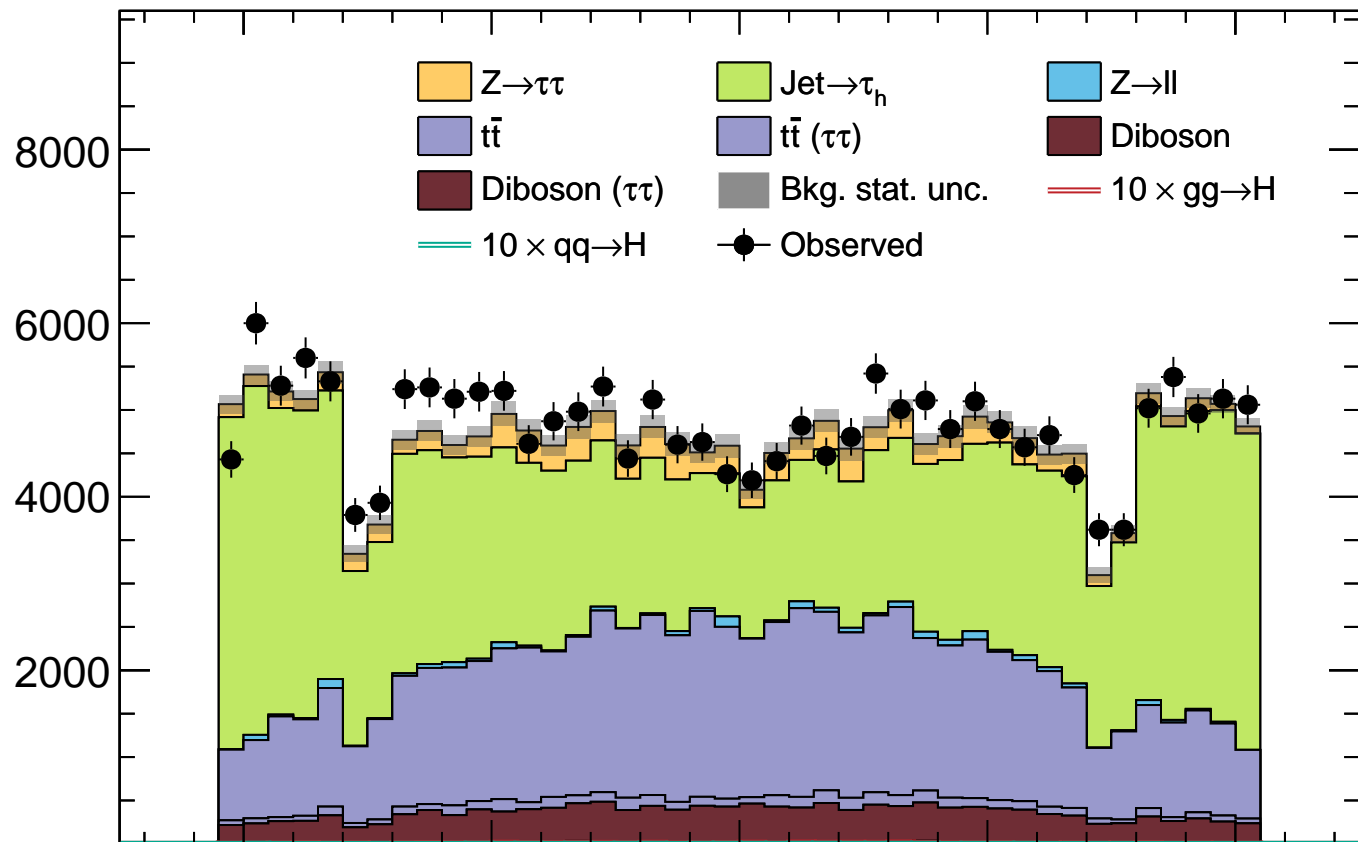 Z→ττ Jet→τh Z→ll
tt̄ tt̄ (ττ) Diboson
Diboson (ττ) Bkg. stat. unc. 10 × gg→H
10 × qq→H Observed
8000
6000
4000
2000